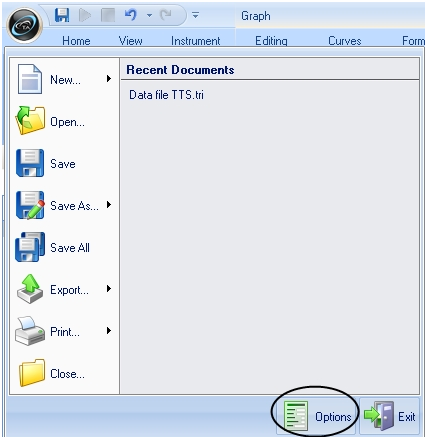 Graph
Home View Instrument Editing Curves Form
New...
Open...
Save
Save As...
Save All
Export...
Print...
Close...
Recent Documents
Data file TTS.tri
Options Exit